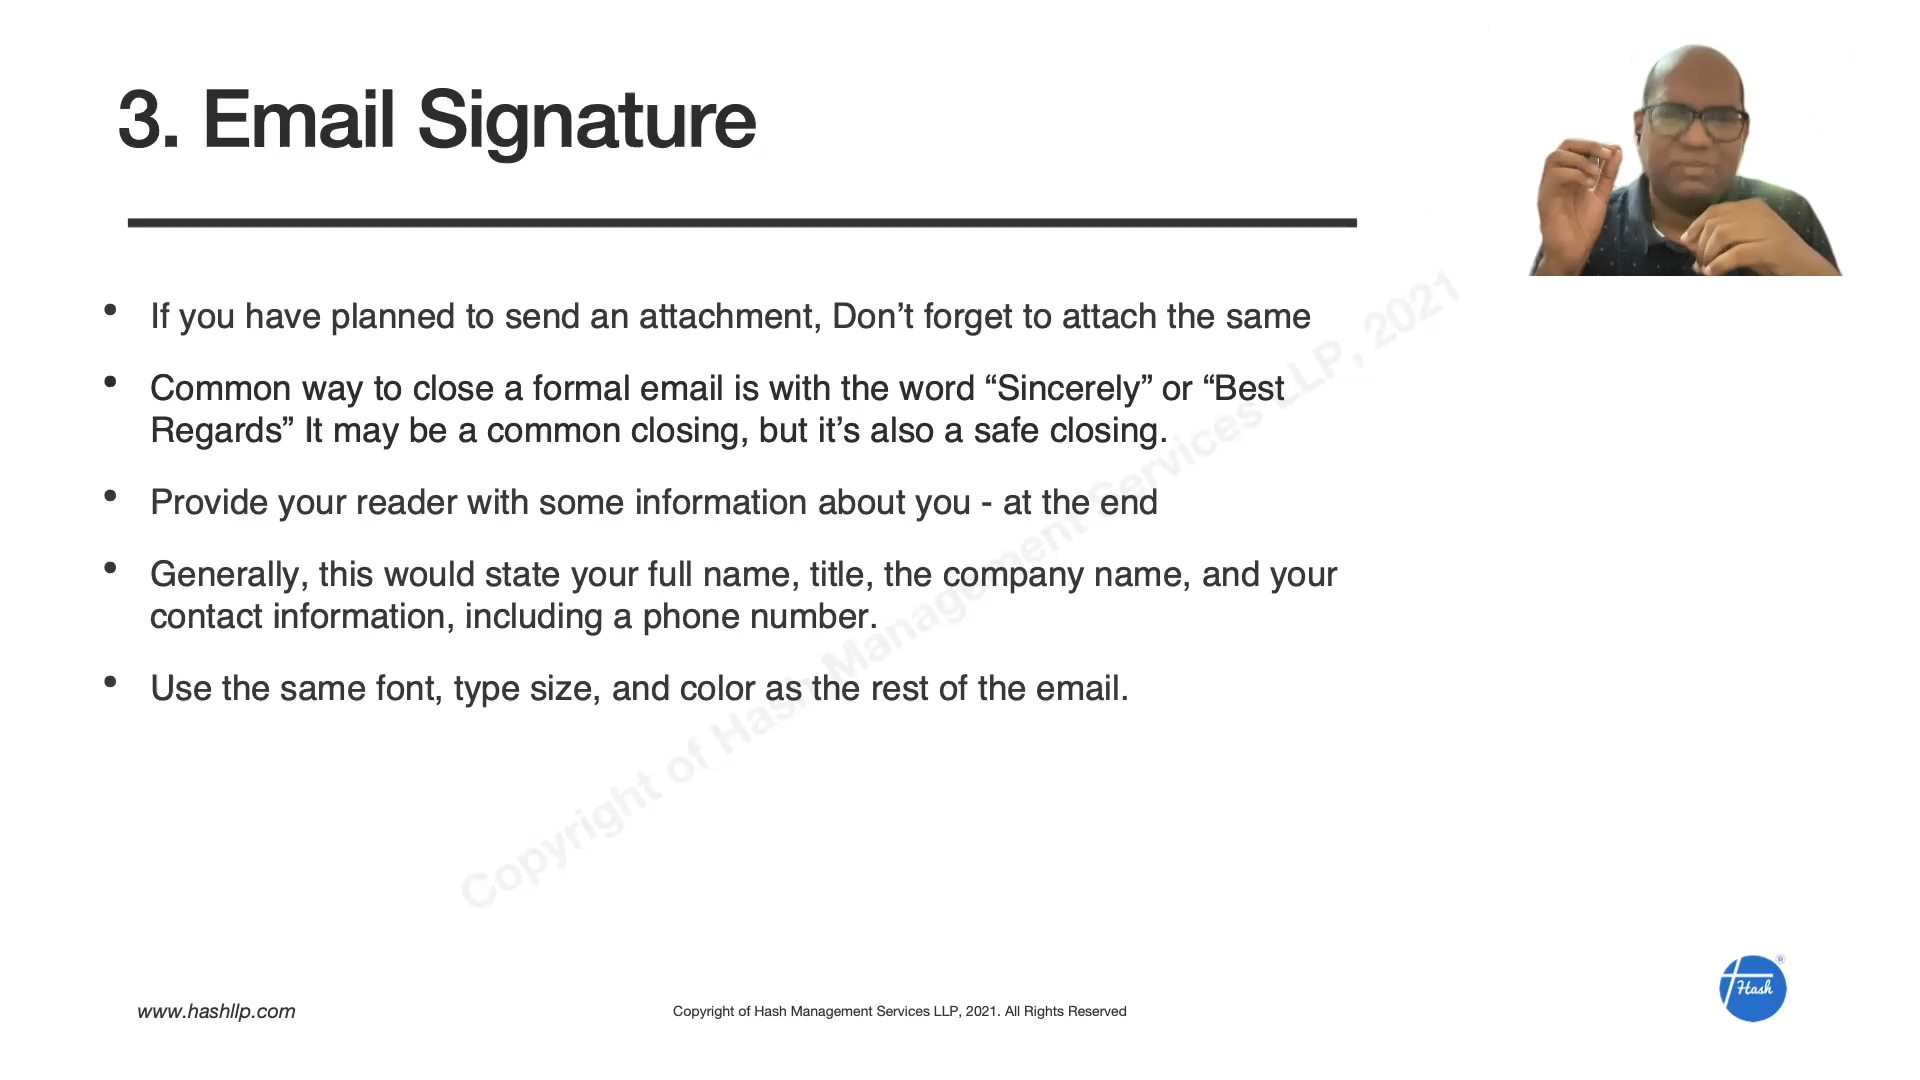 3. Email Signature
• If you have planned to send an attachment, Don’t forget to attach the same
• Common way to close a formal email is with the word “Sincerely” or “Best
Regards” It may be a common closing, but it’s also a safe closing.
• Provide your reader with some information about you - at the end
• Generally, this would state your full name, title, the company name, and your
contact information, including a phone number.
• Use the same font, type size, and color as the rest of the email.
Copyright of Hash Management Services LLP, 2021
www.hashllp.com
Copyright of Hash Management Services LLP, 2021. All Rights Reserved
Hash
®